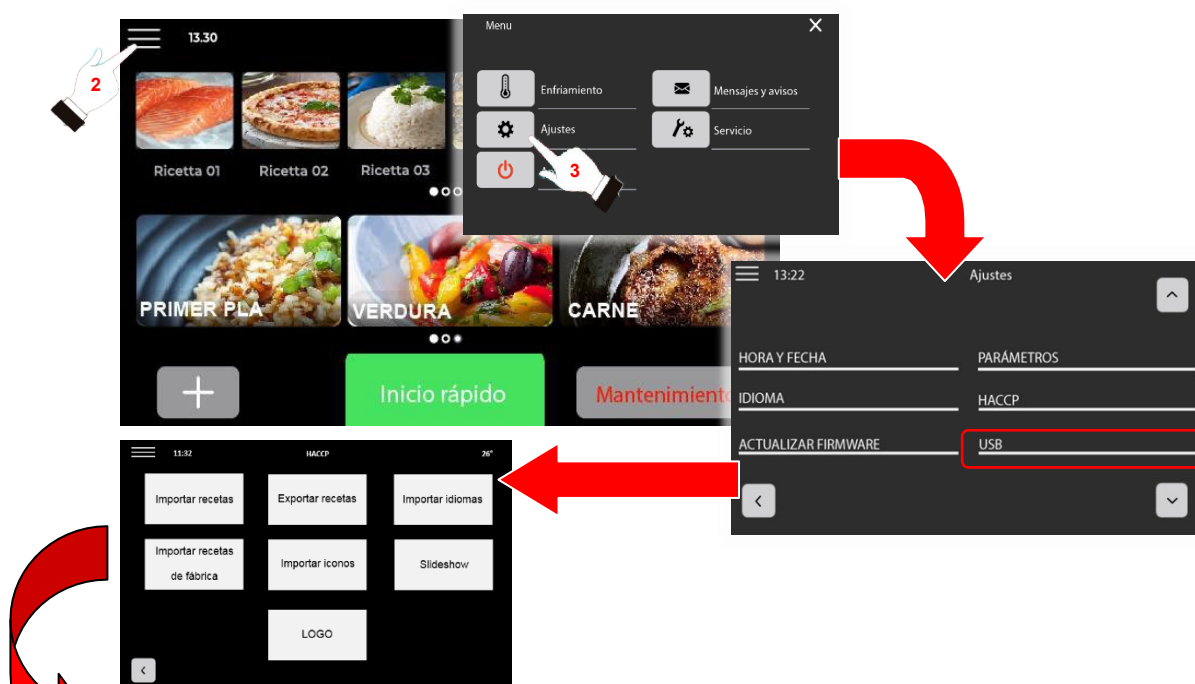 13.30
2
Ricetta 01
Ricetta 02
Ricetta 03
PRIMER PLA
VERDURA
CARNE
Inicio rápido
Mantenimient
Menu
X
Enfriamiento
Mensajes y avisos
Ajustes
Servicio
3
13:22
Ajustes
HORA Y FECHA
PARÁMETROS
IDIOMA
HACCP
ACTUALIZAR FIRMWARE
USB
11:32
HACCP
26°
Importar recetas
Exportar recetas
Importar idiomas
Importar recetas
de fábrica
Importar iconos
Slideshow
LOGO